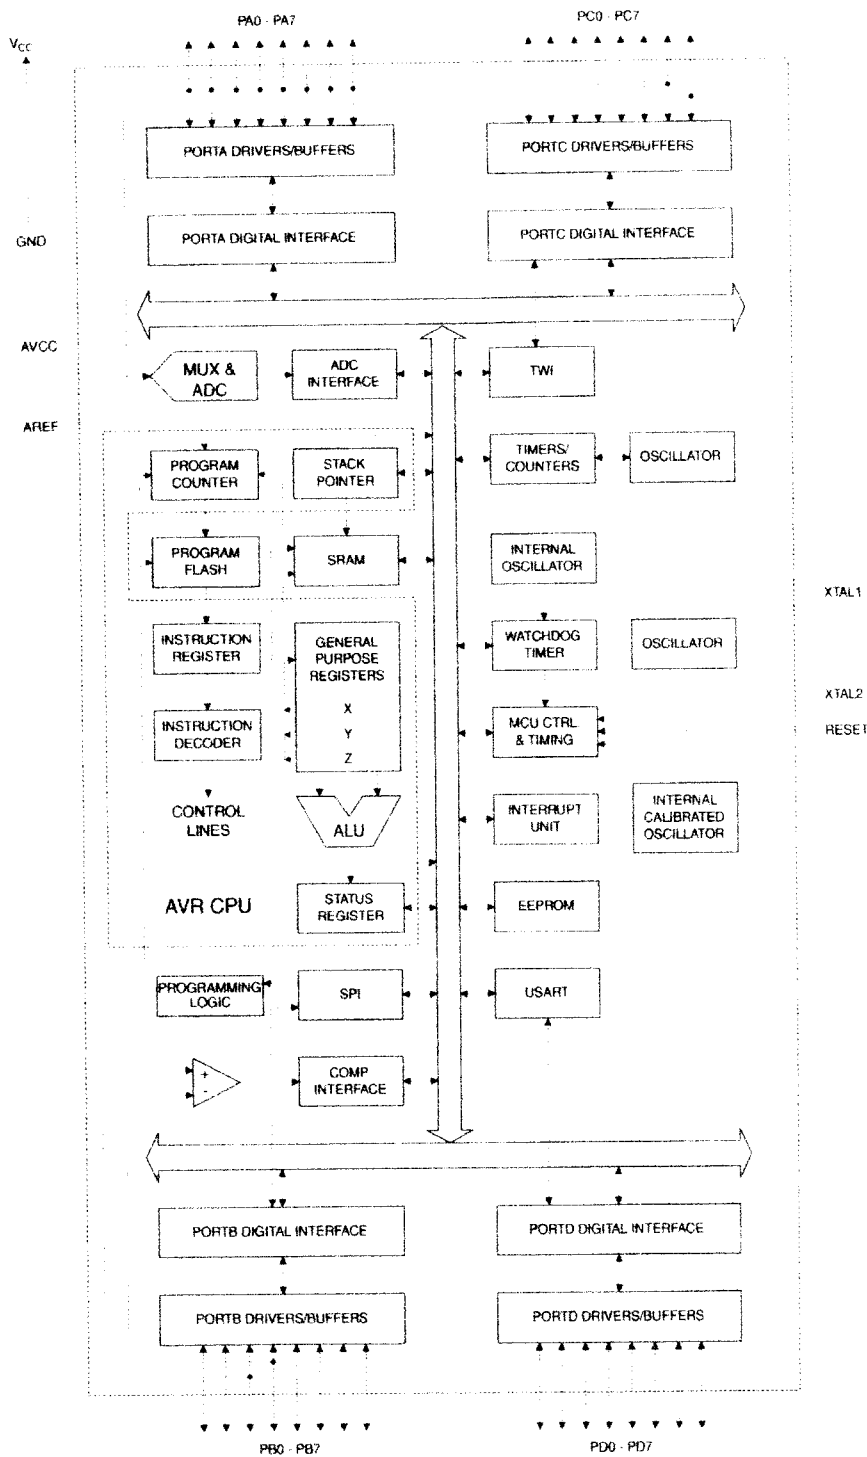 PA0 - PA7
PC0 - PC7
VCC
PORTA DRIVERS/BUFFERS
PORTC DRIVERS/BUFFERS
GND
PORTA DIGITAL INTERFACE
PORTC DIGITAL INTERFACE
AVCC
MUX &
ADC
ADC
INTERFACE
TWI
AREF
PROGRAM
COUNTER
STACK
POINTER
TIMERS/
COUNTERS
OSCILLATOR
PROGRAM
FLASH
SRAM
INTERNAL
OSCILLATOR
XTAL1
INSTRUCTION
REGISTER
GENERAL
PURPOSE
REGISTERS
X
Y
Z
WATCHDOG
TIMER
OSCILLATOR
XTAL2
INSTRUCTION
DECODER
MCU CTRL
& TIMING
RESET
CONTROL
LINES
ALU
INTERRUPT
UNIT
INTERNAL
CALIBRATED
OSCILLATOR
AVR CPU
STATUS
REGISTER
EEPROM
PROGRAMMING
LOGIC
SPI
USART
+
-
COMP
INTERFACE
PORTB DIGITAL INTERFACE
PORTD DIGITAL INTERFACE
PORTB DRIVERS/BUFFERS
PORTD DRIVERS/BUFFERS
PB0 - PB7
PD0 - PD7